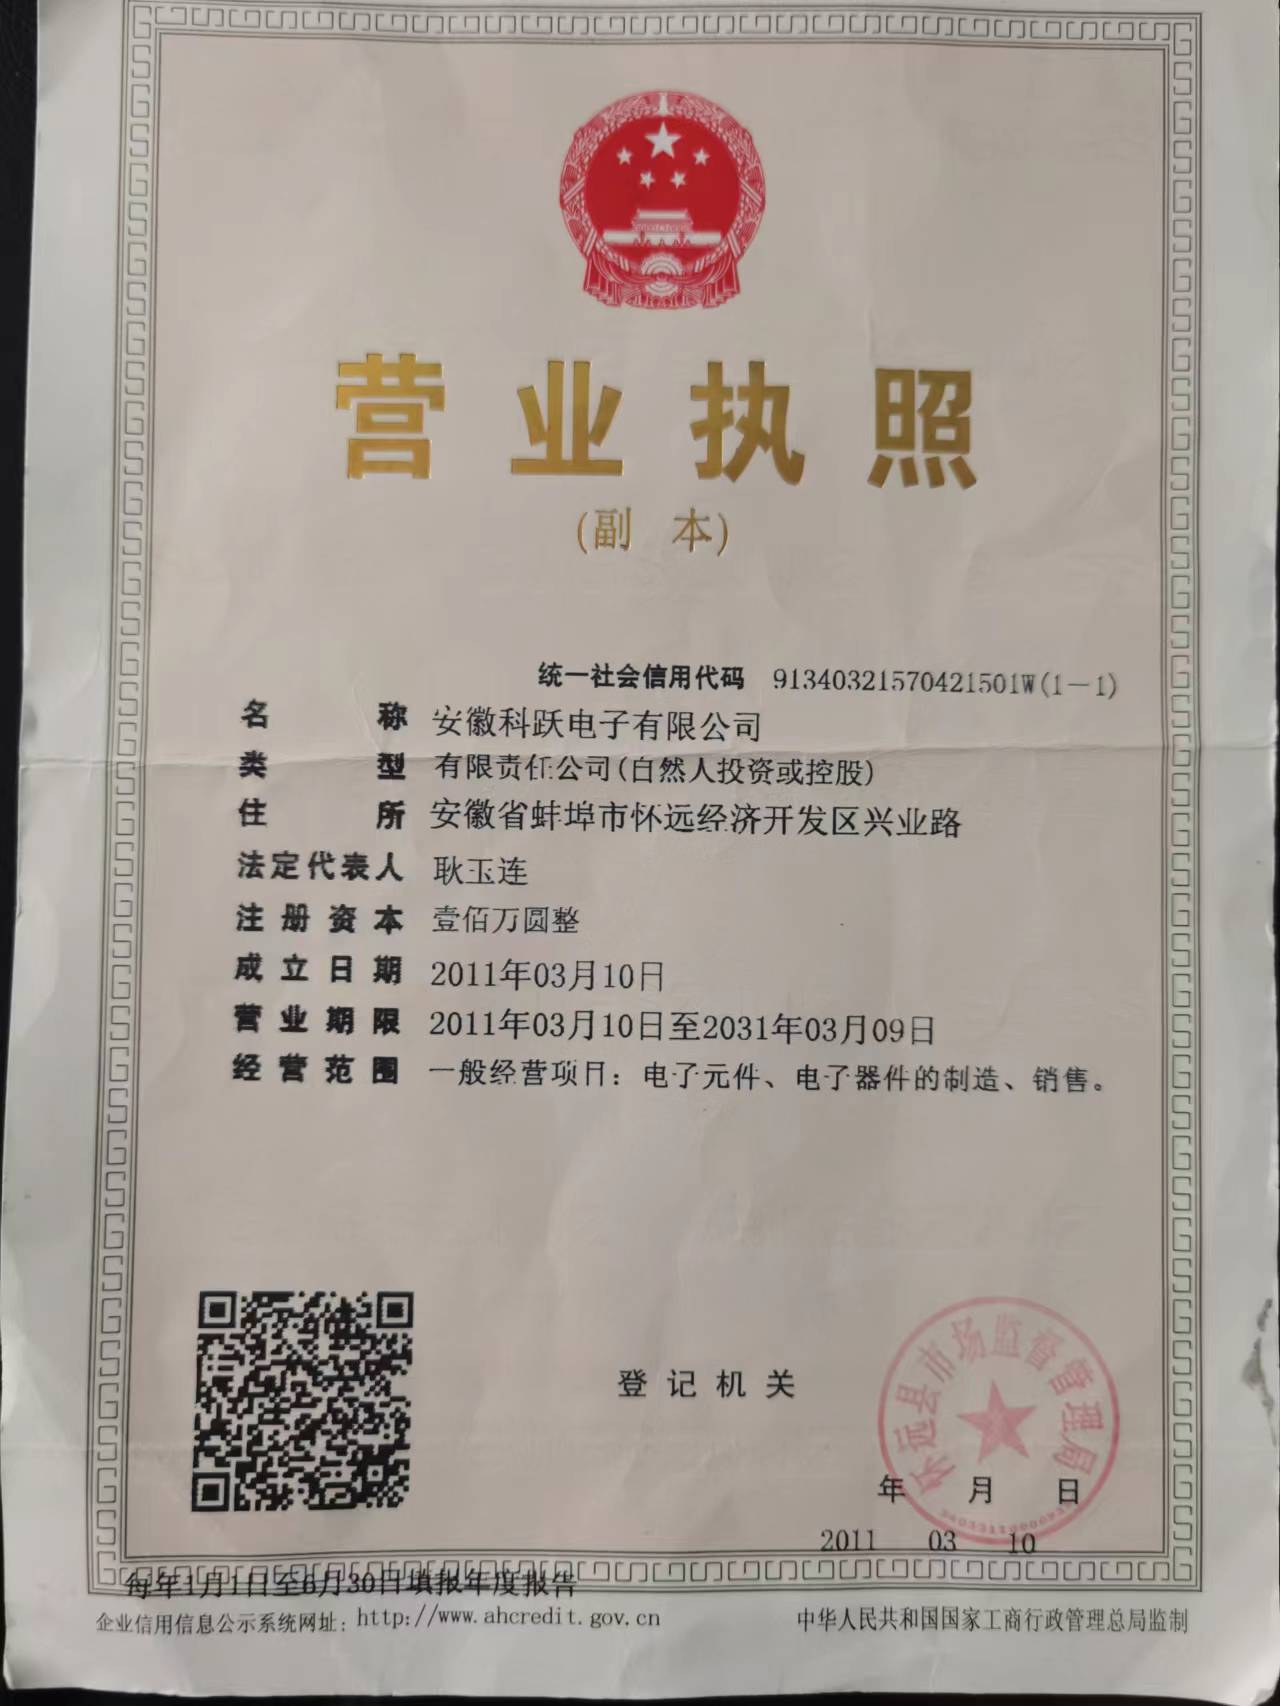 营业执照
(副 本)
统一社会信用代码 91340321570421501W(1-1)
名称 安徽科跃电子有限公司
类型 有限责任公司(自然人投资或控股)
住所 安徽省蚌埠市怀远经济开发区兴业路
法定代表人 耿玉连
注册资本 壹佰万圆整
成立日期 2011年03月10日
营业期限 2011年03月10日至2031年03月09日
经营范围 一般经营项目：电子元件、电子器件的制造、销售。
怀远县市场监督管理局
登记机关
年 月 日
2011 03 10
每年1月1日至6月30日填报年度报告
企业信用信息公示系统网址：http://www.ahcredit.gov.cn
中华人民共和国国家工商行政管理总局监制